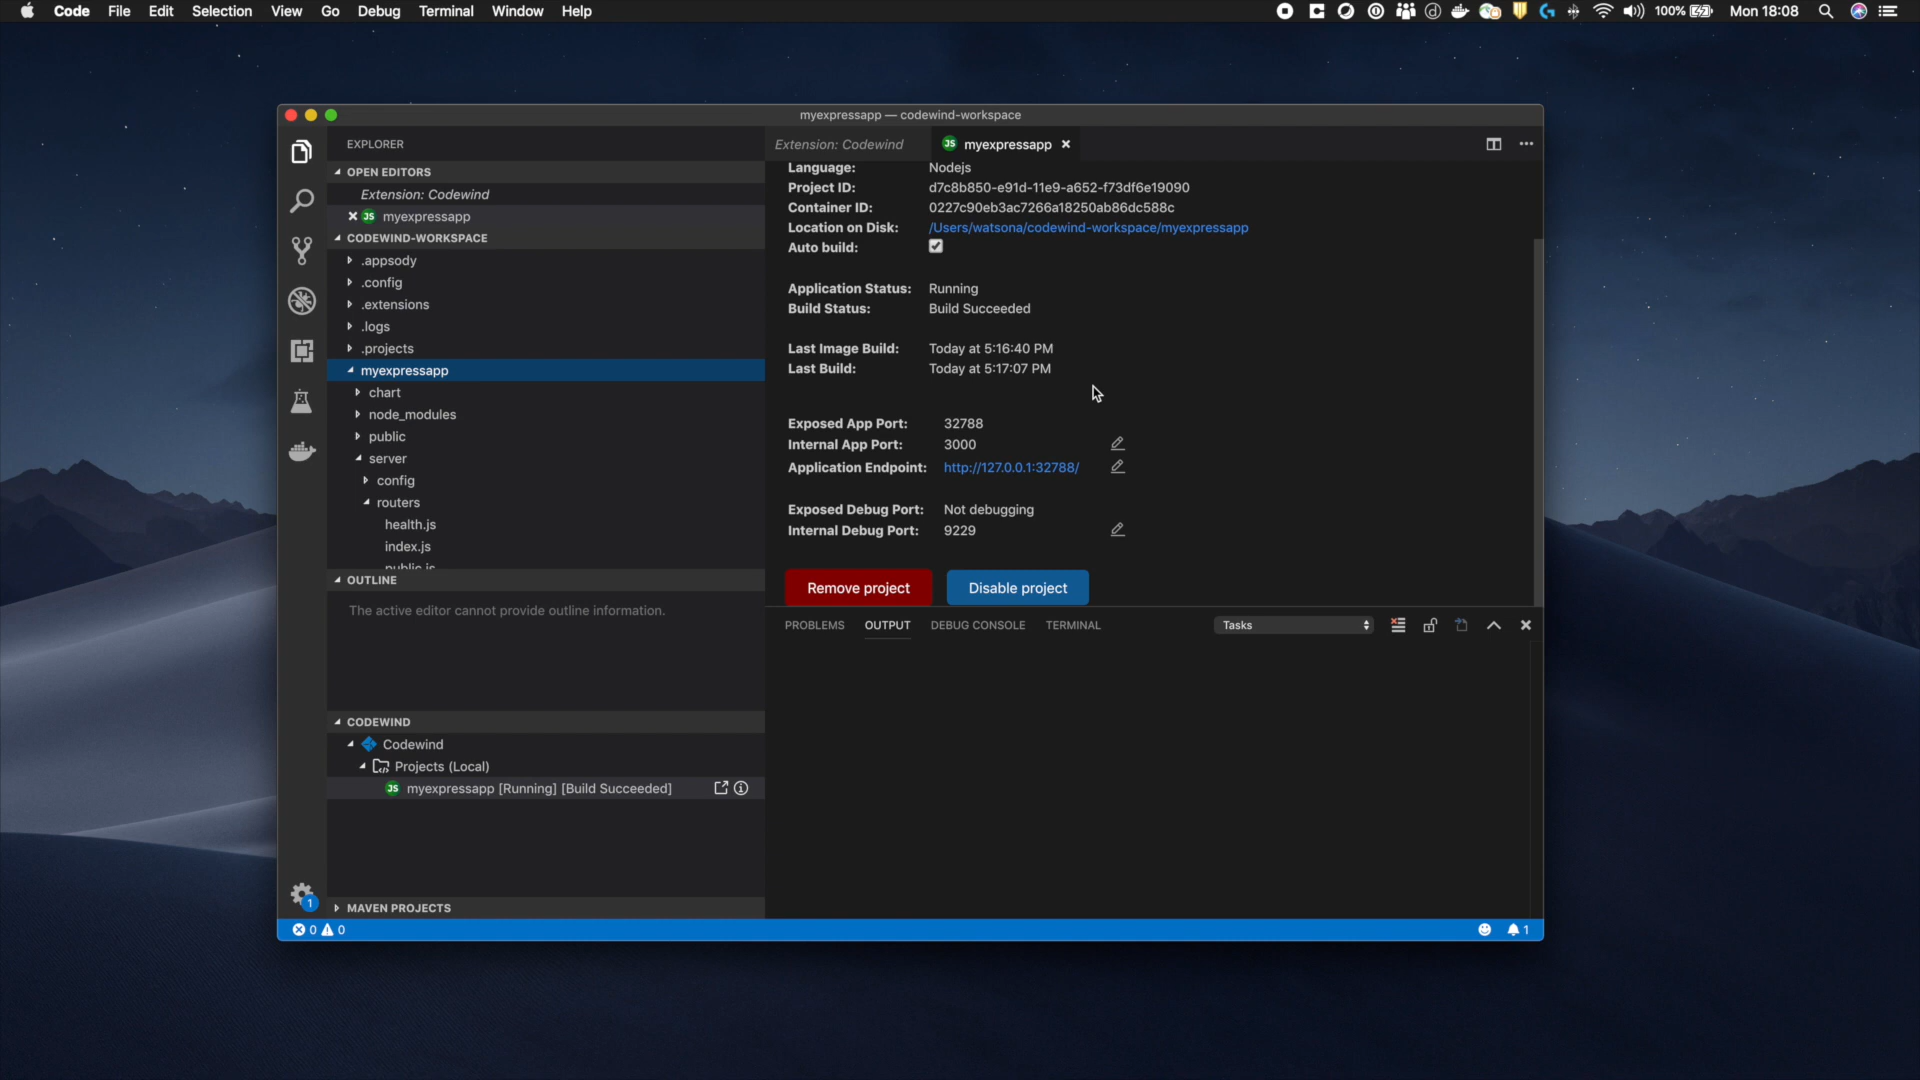 Code File Edit Selection View Go Debug Terminal Window Help
100% Mon 18:08
myexpressapp — codewind-workspace
EXPLORER
OPEN EDITORS
Extension: Codewind
JS myexpressapp
CODEWIND-WORKSPACE
.appsody
.config
.extensions
.logs
.projects
myexpressapp
chart
node_modules
public
server
config
routers
health.js
index.js
public.js
OUTLINE
The active editor cannot provide outline information.
CODEWIND
Codewind
Projects (Local)
JS myexpressapp [Running] [Build Succeeded]
MAVEN PROJECTS
1
Extension: Codewind JS myexpressapp
Language: Nodejs
Project ID: d7c8b850-e91d-11e9-a652-f73df6e19090
Container ID: 0227c90eb3ac7266a18250ab86dc588c
Location on Disk: /Users/watsona/codewind-workspace/myexpressapp
Auto build:
Application Status: Running
Build Status: Build Succeeded
Last Image Build: Today at 5:16:40 PM
Last Build: Today at 5:17:07 PM
Exposed App Port: 32788
Internal App Port: 3000
Application Endpoint: http://127.0.0.1:32788/
Exposed Debug Port: Not debugging
Internal Debug Port: 9229
Remove project Disable project
PROBLEMS OUTPUT DEBUG CONSOLE TERMINAL Tasks
0 0 1